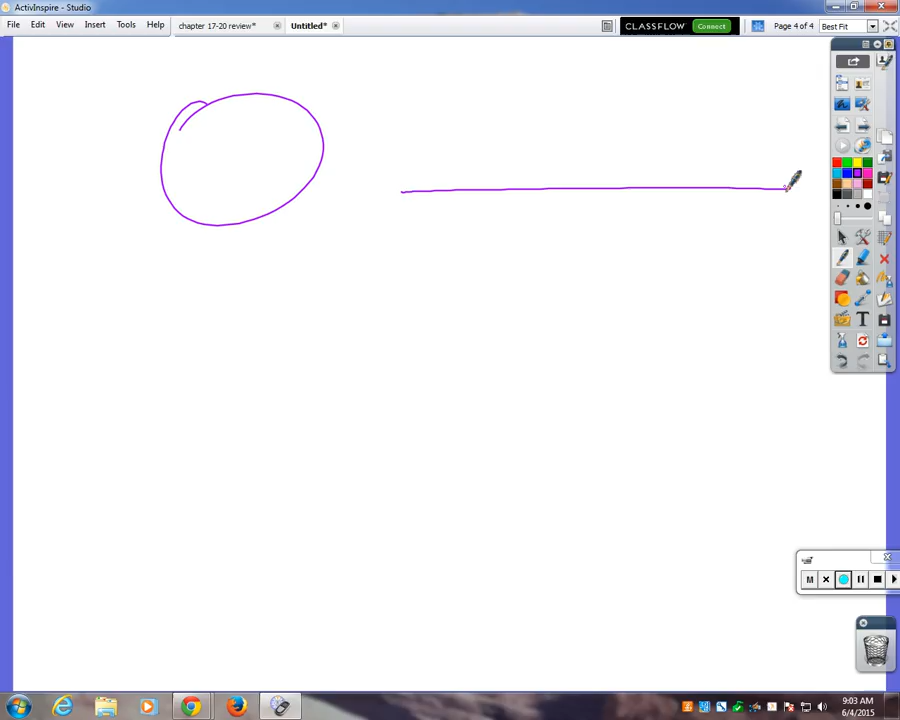 ActivInspire - Studio
File Edit View Insert Tools Help chapter 17-20 review* Untitled* CLASSFLOW Connect Page 4 of 4 Best Fit
T
M
9:03 AM
6/4/2015